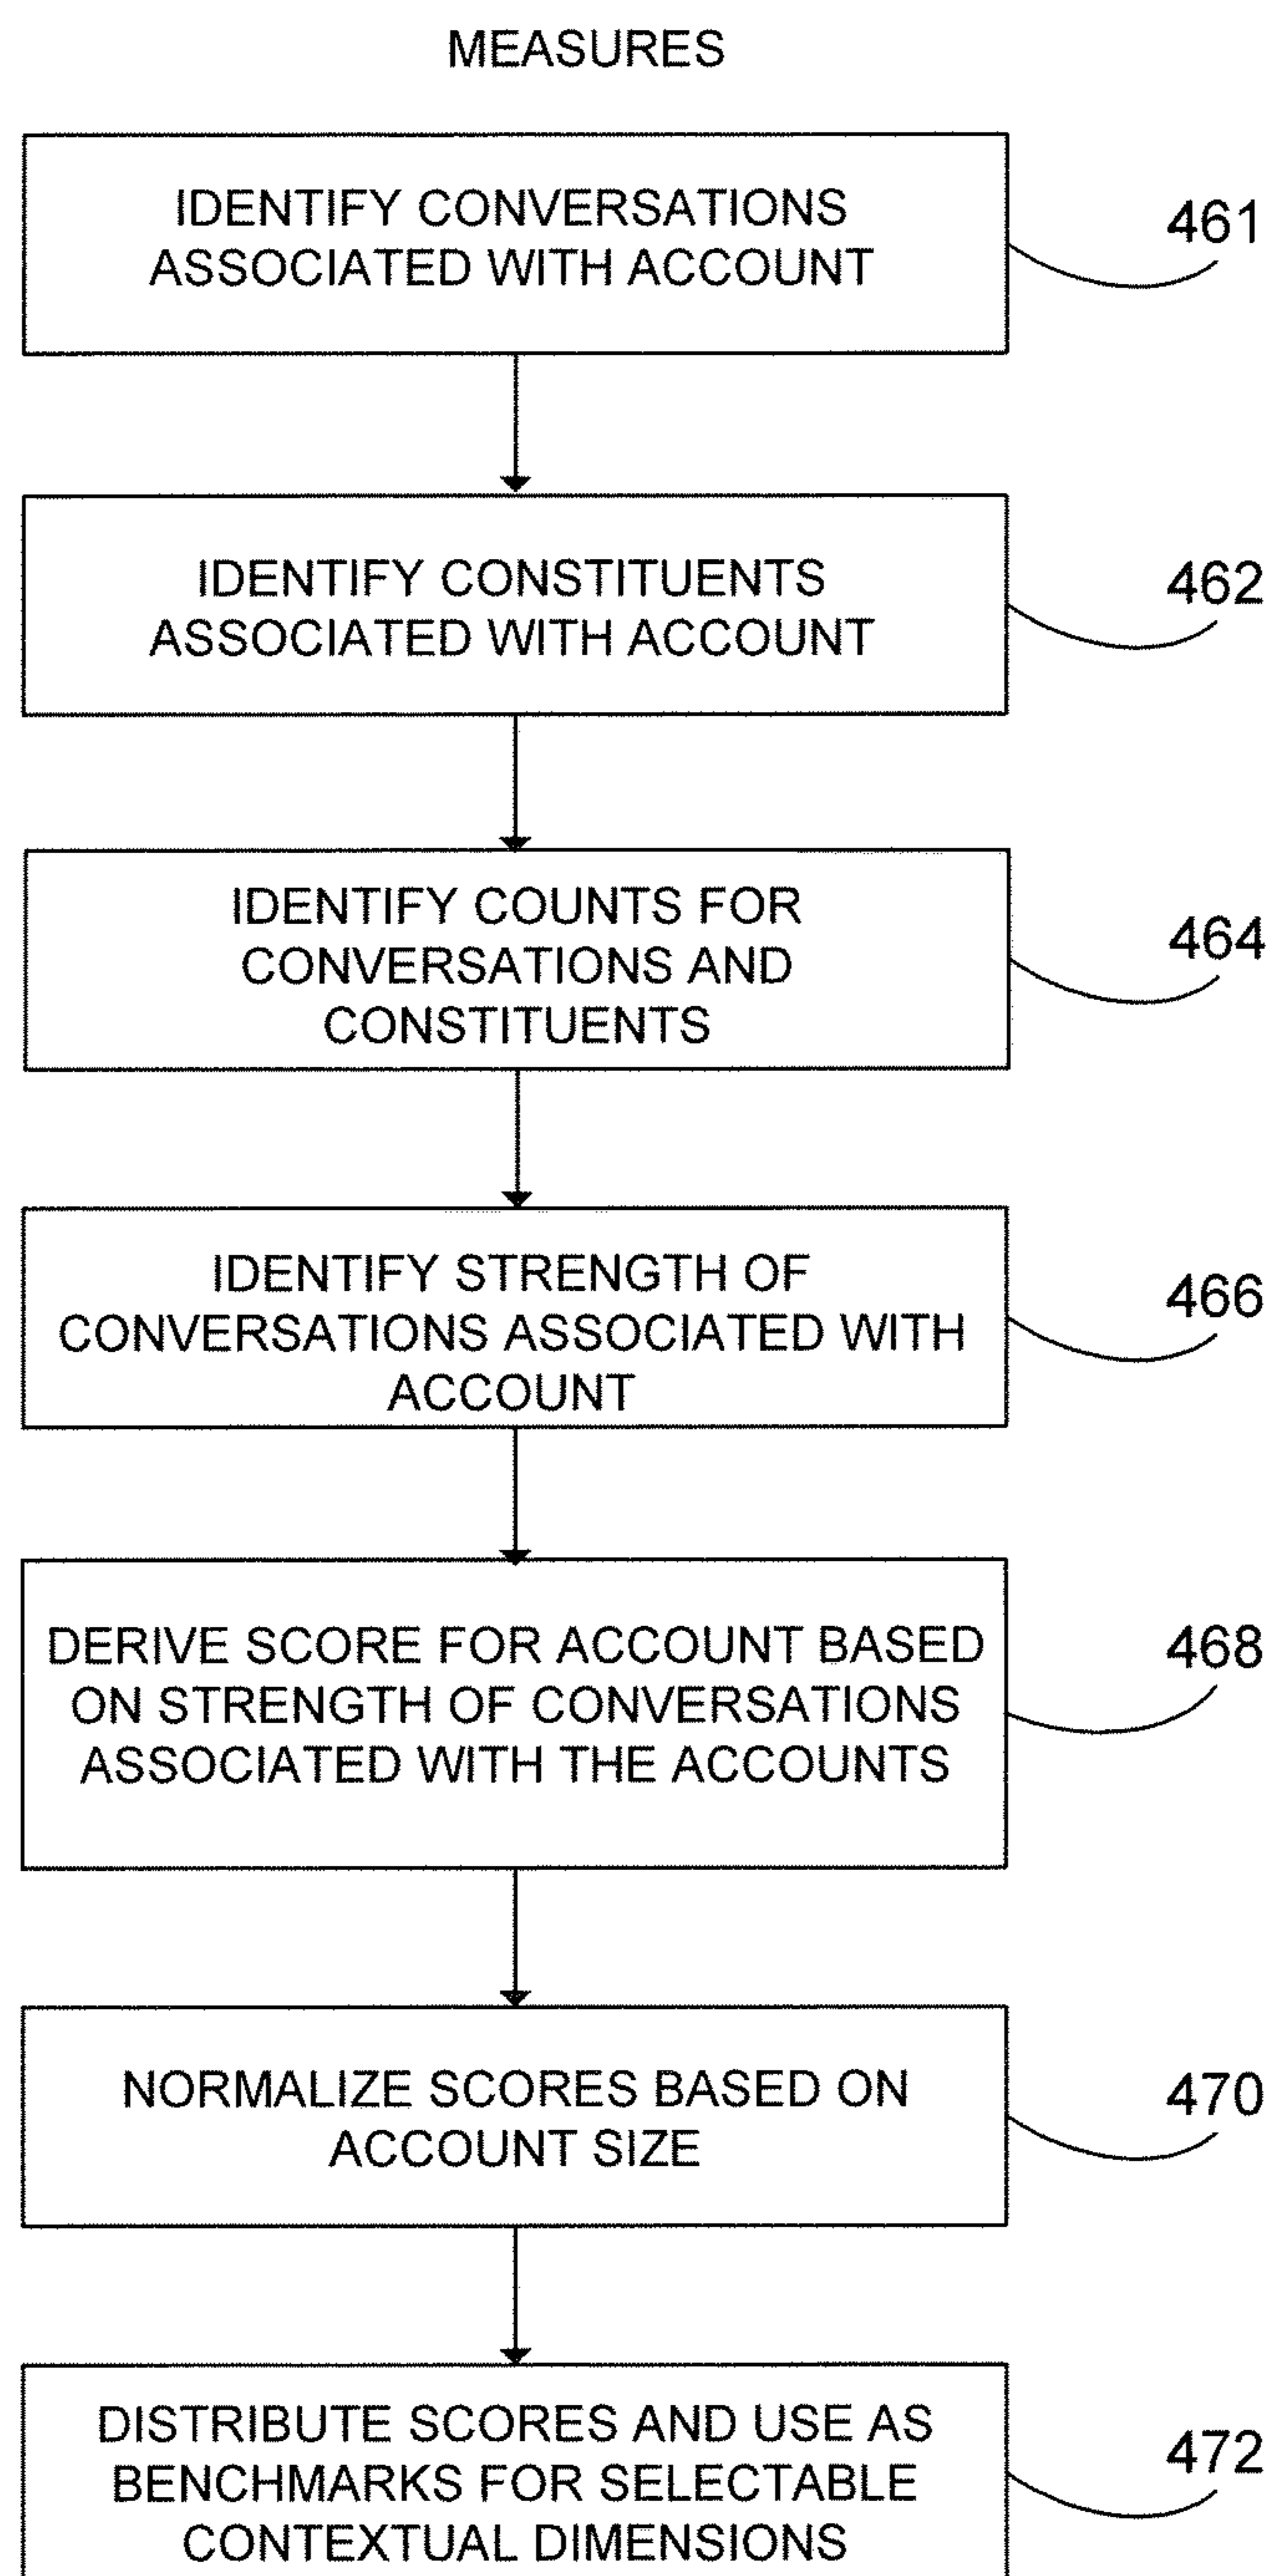 MEASURES
IDENTIFY CONVERSATIONS
ASSOCIATED WITH ACCOUNT
461
IDENTIFY CONSTITUENTS
ASSOCIATED WITH ACCOUNT
462
IDENTIFY COUNTS FOR
CONVERSATIONS AND
CONSTITUENTS
464
IDENTIFY STRENGTH OF
CONVERSATIONS ASSOCIATED WITH
ACCOUNT
466
DERIVE SCORE FOR ACCOUNT BASED
ON STRENGTH OF CONVERSATIONS
ASSOCIATED WITH THE ACCOUNTS
468
NORMALIZE SCORES BASED ON
ACCOUNT SIZE
470
DISTRIBUTE SCORES AND USE AS
BENCHMARKS FOR SELECTABLE
CONTEXTUAL DIMENSIONS
472